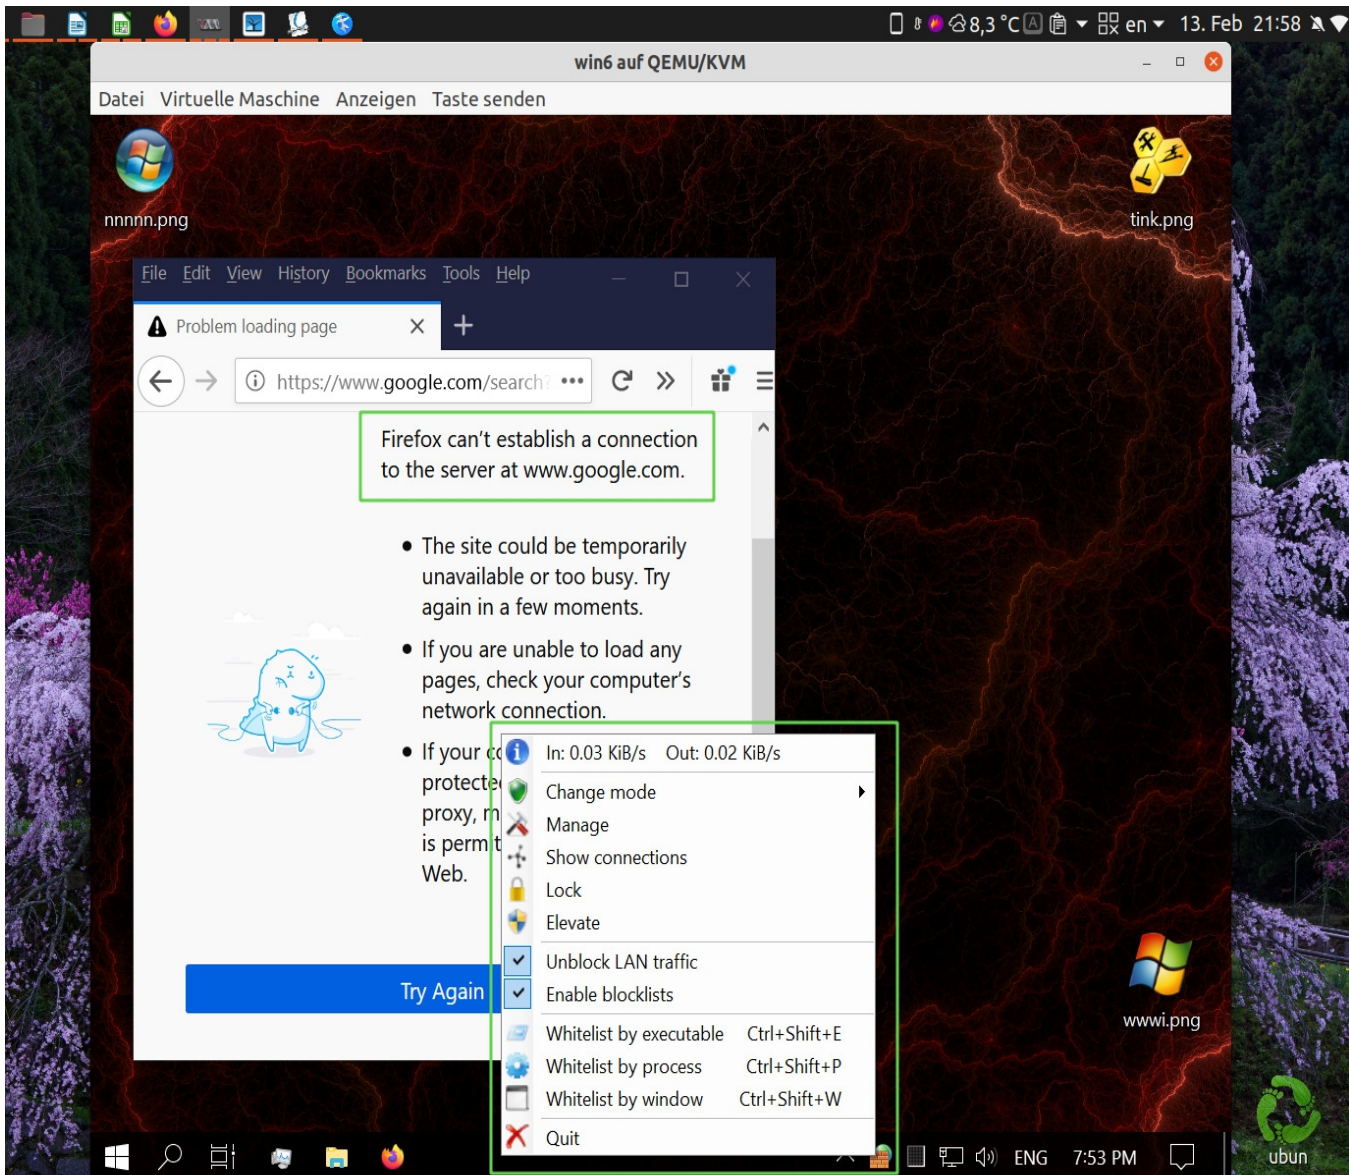 8,3 °C A en 13. Feb 21:58
win6 auf QEMU/KVM
Datei Virtuelle Maschine Anzeigen Taste senden
nnnnn.png
tink.png
File Edit View History Bookmarks Tools Help
Problem loading page
https://www.google.com/search?
Firefox can’t establish a connection
to the server at www.google.com.
• The site could be temporarily
unavailable or too busy. Try
again in a few moments.
• If you are unable to load any
pages, check your computer’s
network connection.
• If your
protected
proxy,
is
Web.
Try Again
In: 0.03 KiB/s Out: 0.02 KiB/s
Change mode
Manage
Show connections
Lock
Elevate
Unblock LAN traffic
Enable blocklists
Whitelist by executable Ctrl+Shift+E
Whitelist by process Ctrl+Shift+P
Whitelist by window Ctrl+Shift+W
Quit
wwwi.png
ubun
ENG 7:53 PM